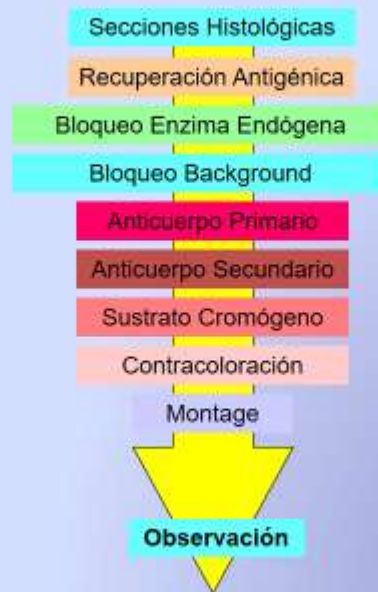 Secciones Histológicas
Recuperación Antigénica
Bloqueo Enzima Endógena
Bloqueo Background
Anticuerpo Primario
Anticuerpo Secundario
Sustrato Cromógeno
Contracoloración
Montage
Observación